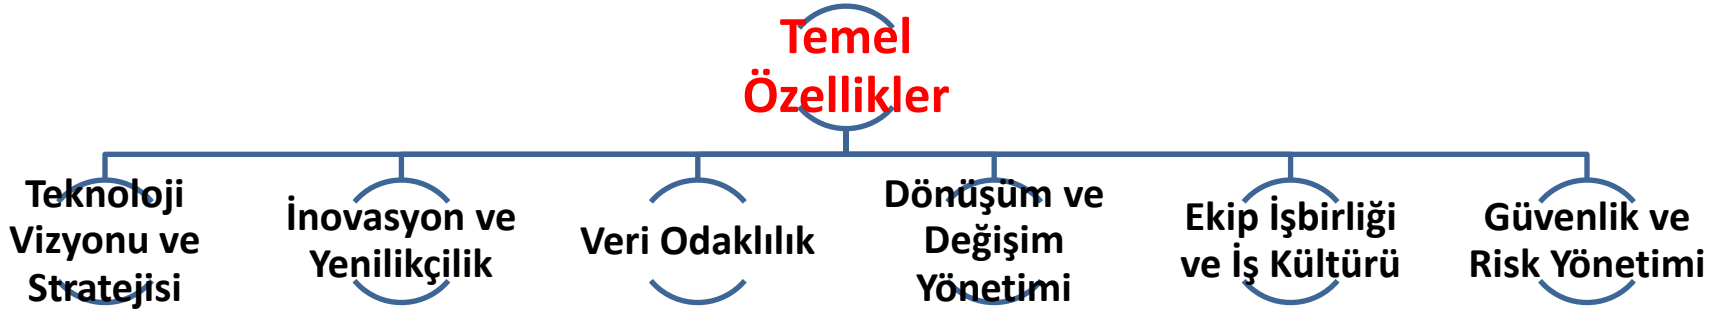 Temel
Özellikler
Teknoloji
Vizyonu ve
Stratejisi
İnovasyon ve
Yenilikçilik
Veri Odaklılık
Dönüşüm ve
Değişim
Yönetimi
Ekip İşbirliği
ve İş Kültürü
Güvenlik ve
Risk Yönetimi